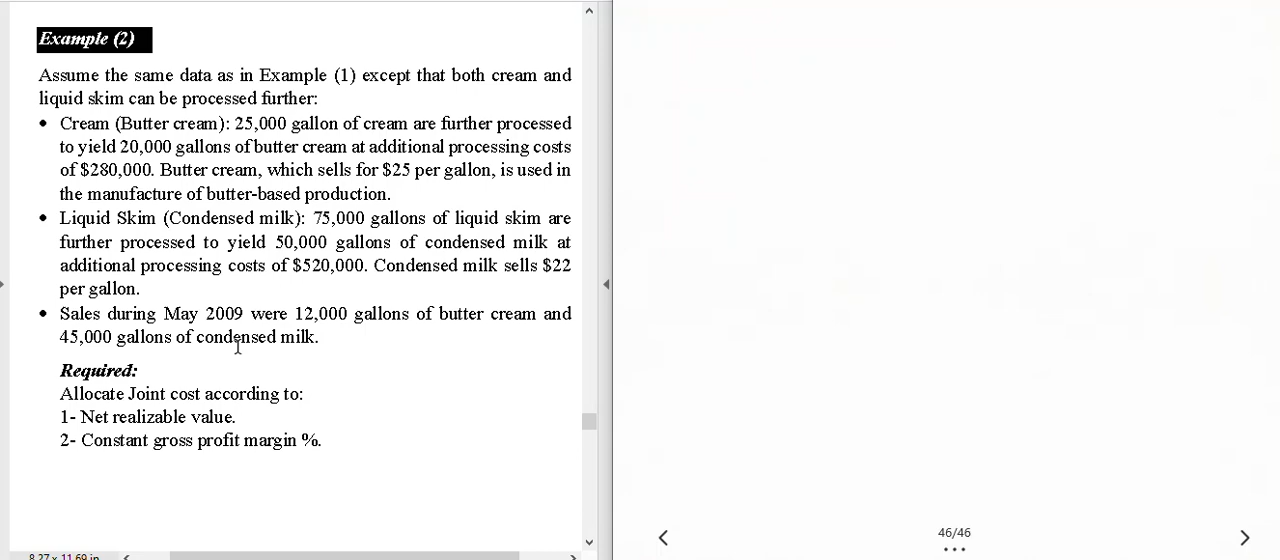 Example (2)
Assume the same data as in Example (1) except that both cream and
liquid skim can be processed further:
• Cream (Butter cream): 25,000 gallon of cream are further processed
to yield 20,000 gallons of butter cream at additional processing costs
of $280,000. Butter cream, which sells for $25 per gallon, is used in
the manufacture of butter-based production.
• Liquid Skim (Condensed milk): 75,000 gallons of liquid skim are
further processed to yield 50,000 gallons of condensed milk at
additional processing costs of $520,000. Condensed milk sells $22
per gallon.
• Sales during May 2009 were 12,000 gallons of butter cream and
45,000 gallons of condensed milk.
Required:
Allocate Joint cost according to:
1- Net realizable value.
2- Constant gross profit margin %.
8.27 x 11.69 in
46/46